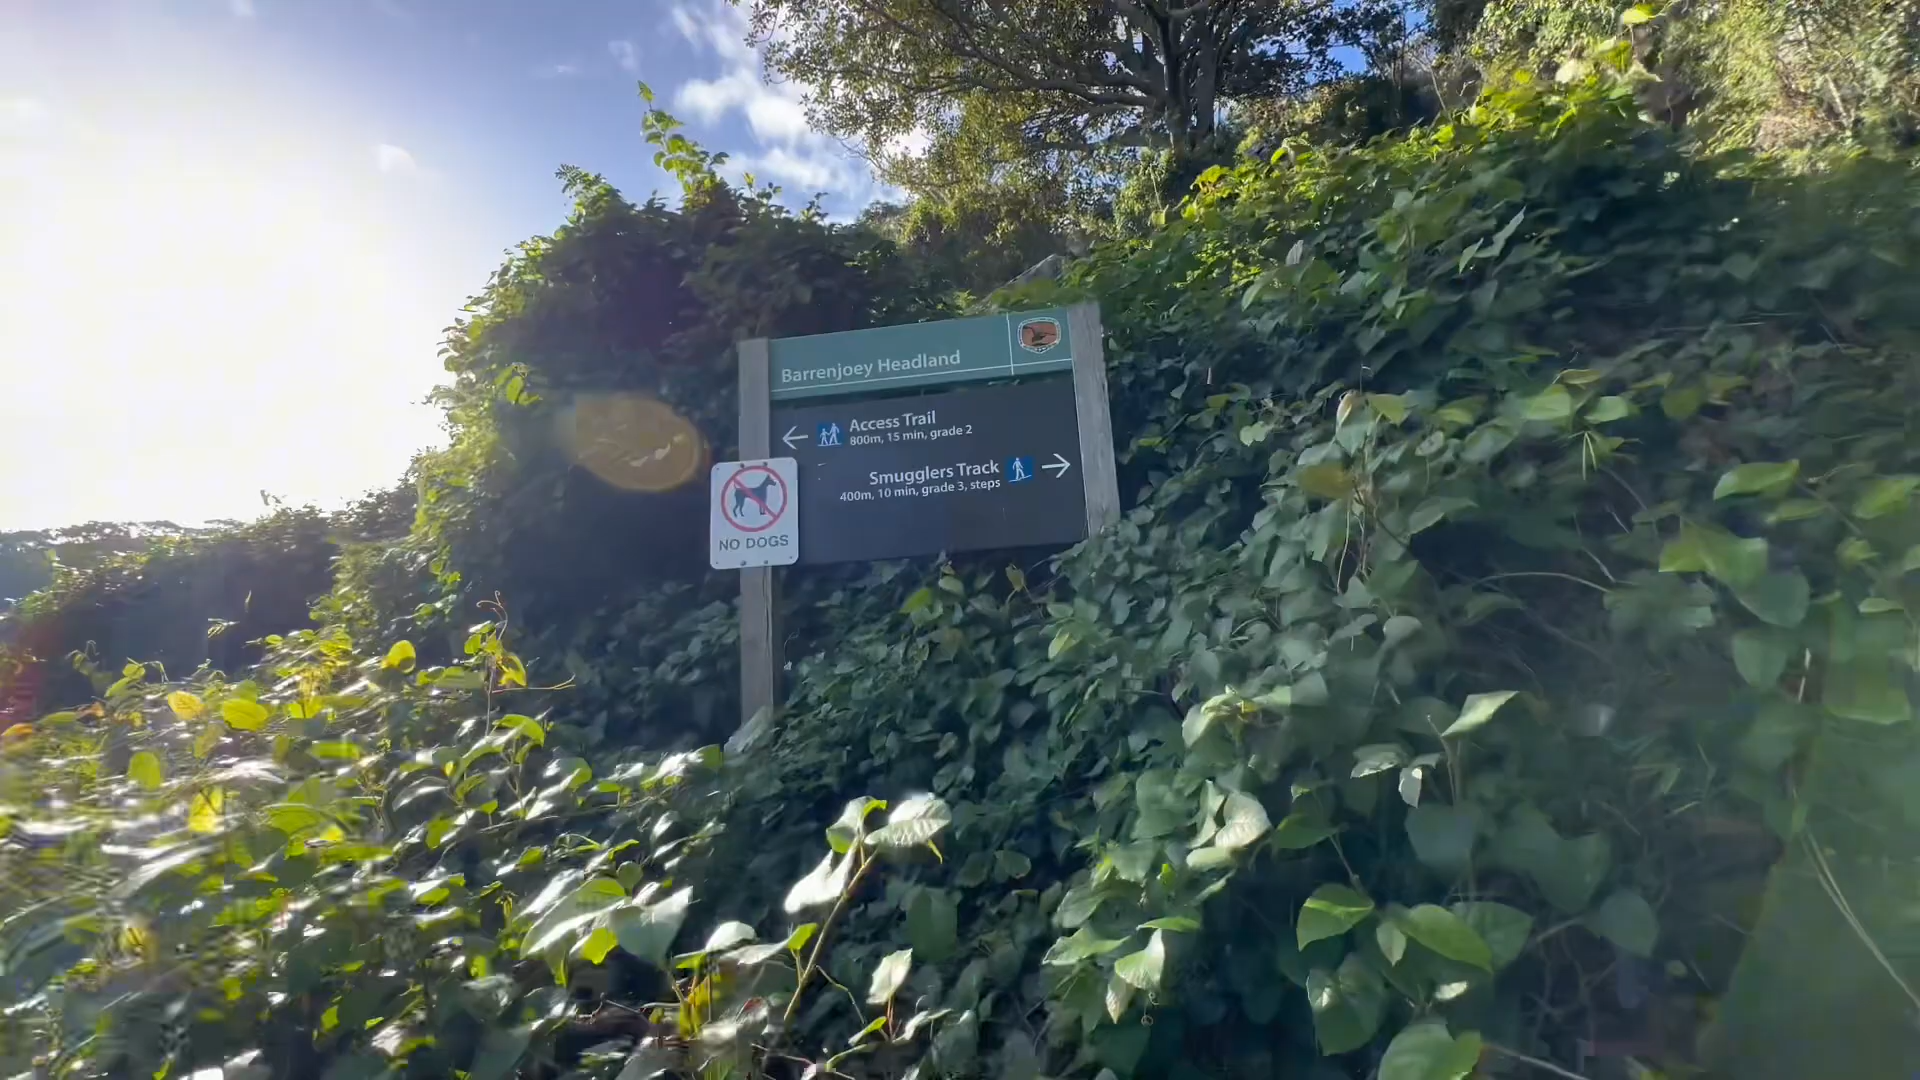 Barrenjoey Headland
Access Trail
800m, 15 min, grade 2
Smugglers Track
400m, 10 min, grade 3, steps
NO DOGS